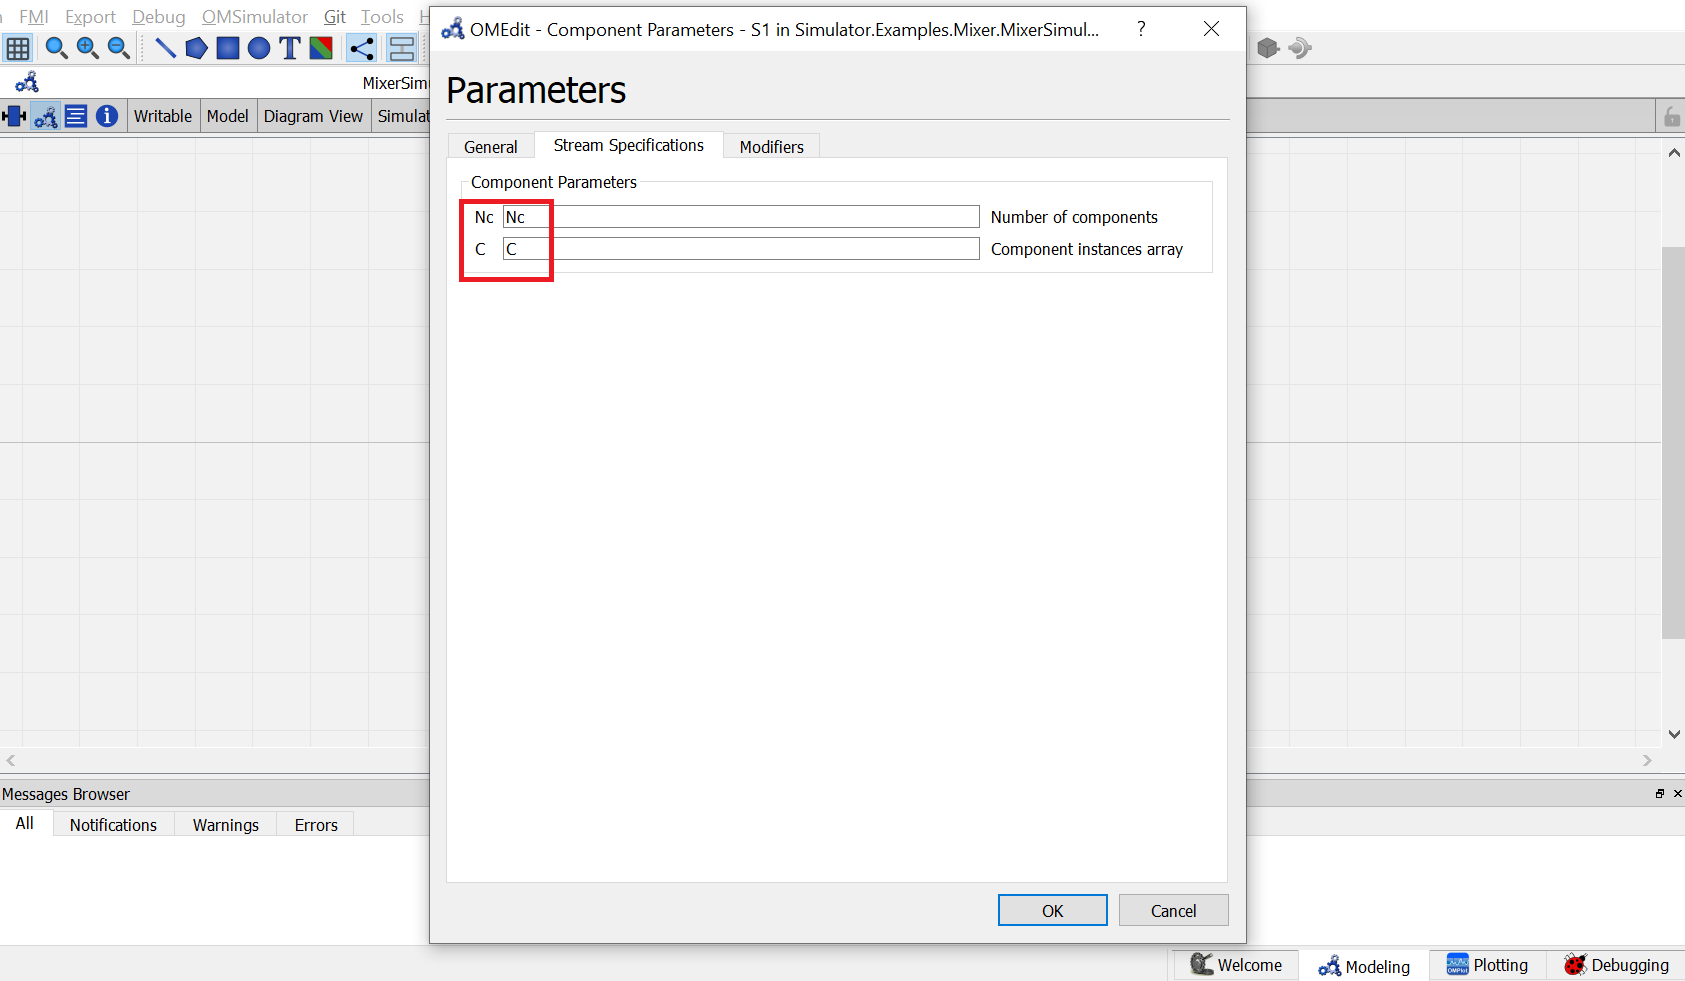 FMI Export Debug OMSimulator Git Tools H
OMEdit - Component Parameters - S1 in Simulator.Examples.Mixer.MixerSimul... ?
T
MixerSimu
Writable Model Diagram View Simulat
Parameters
General Stream Specifications Modifiers
Component Parameters
Nc Nc Number of components
C C Component instances array
Messages Browser
All Notifications Warnings Errors
OK Cancel
Welcome Modeling OMPlot Plotting Debugging